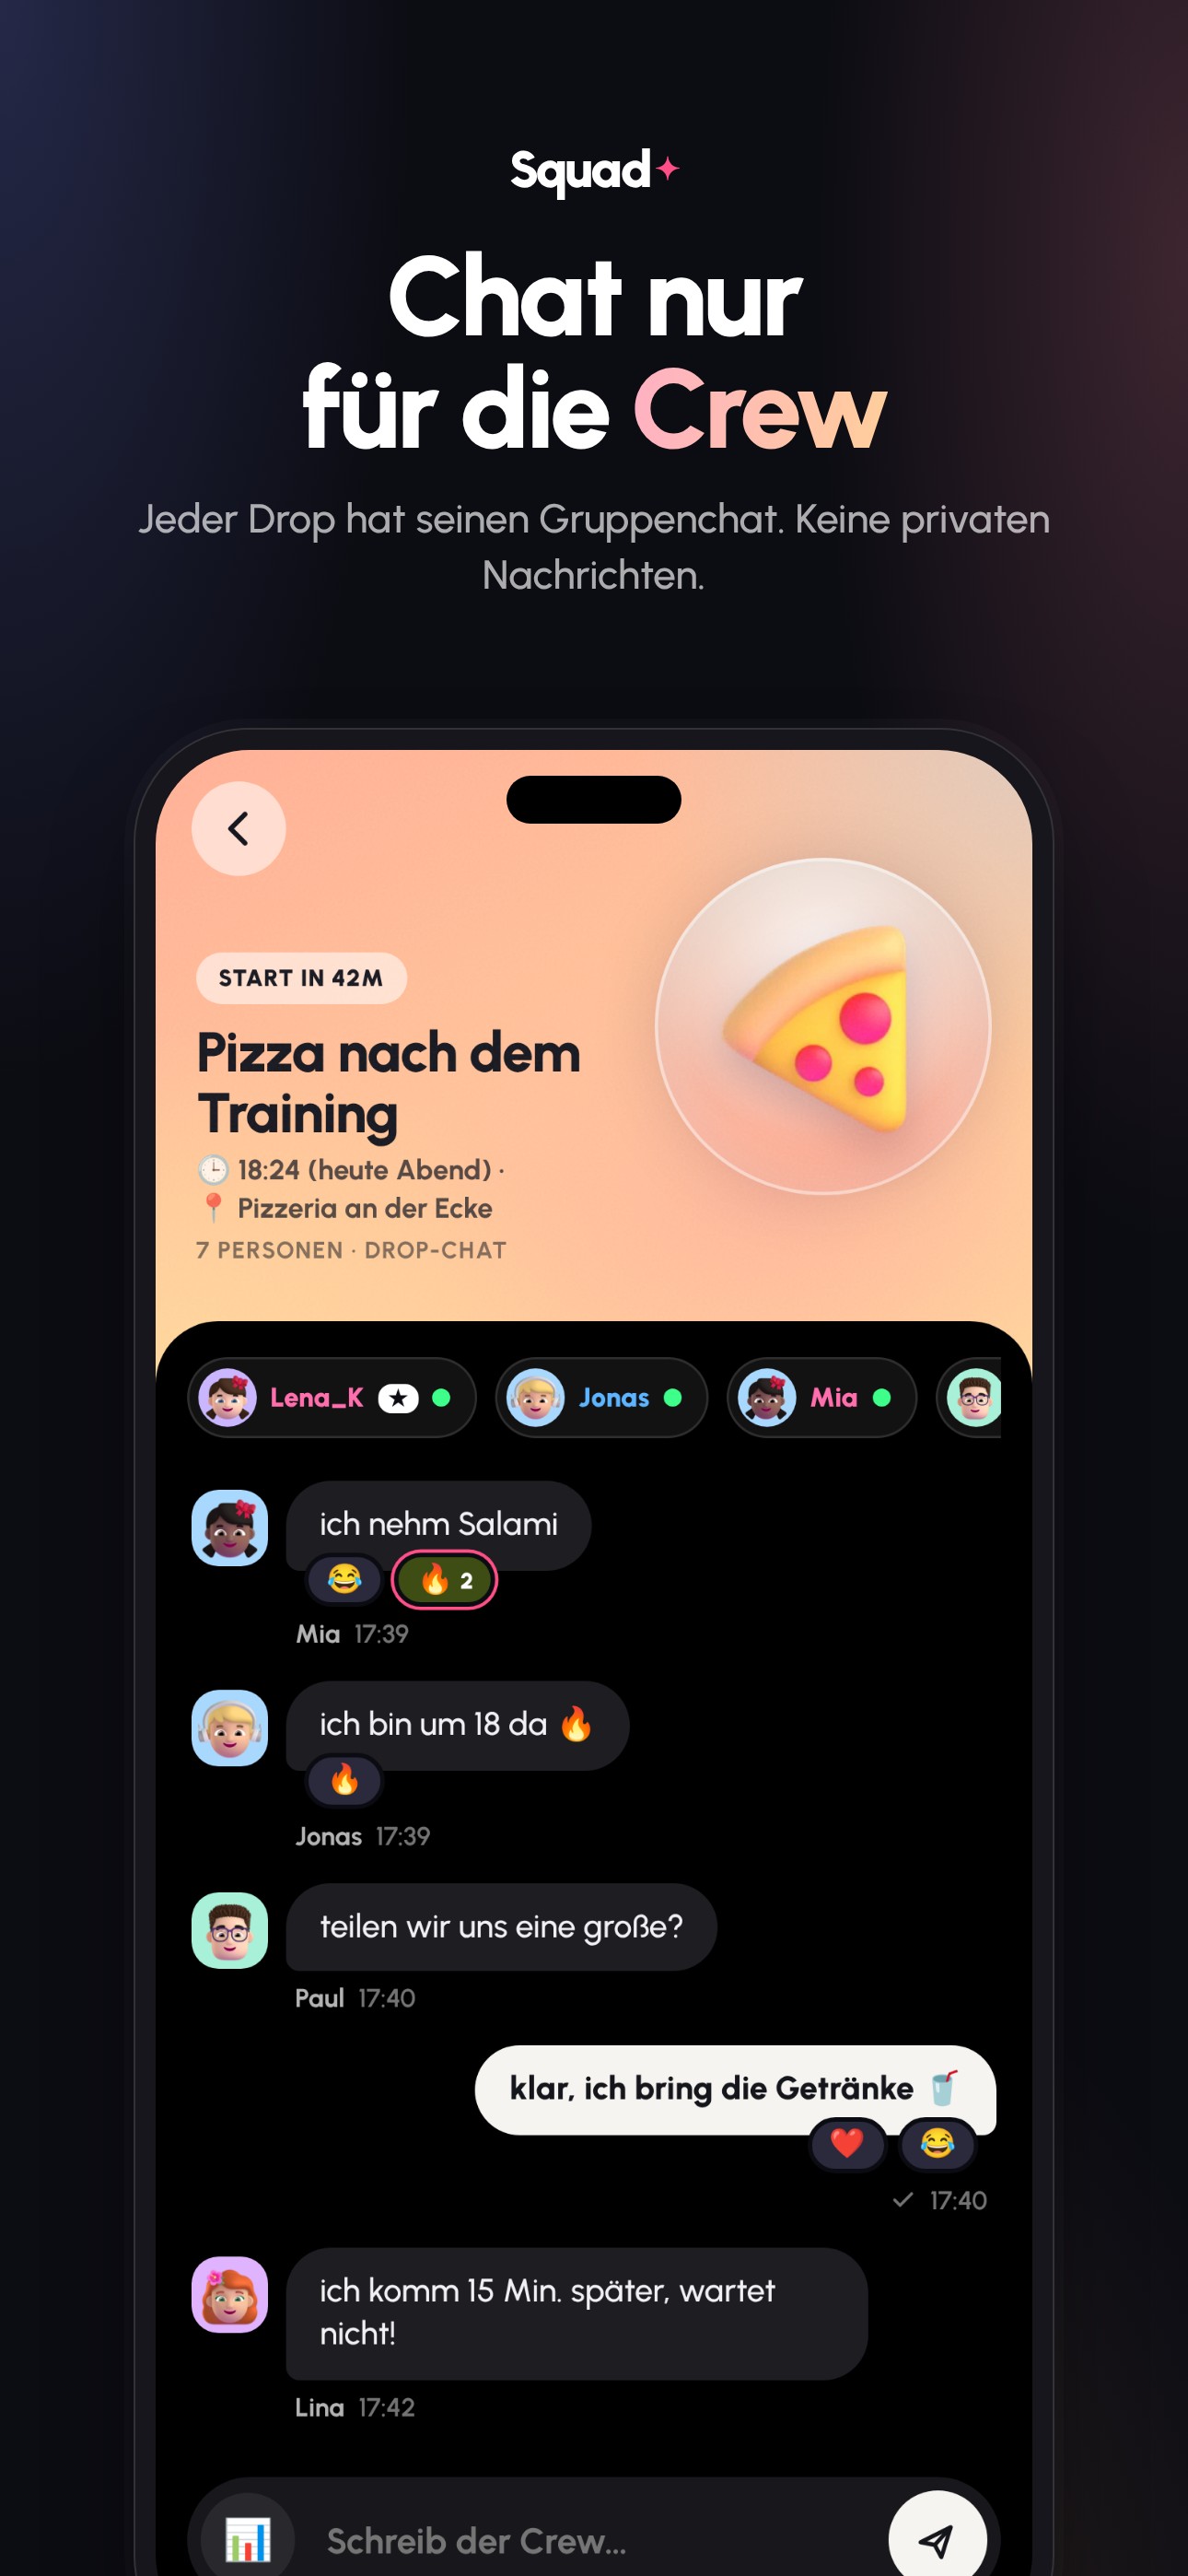 Squad
Chat nur
für die Crew
Jeder Drop hat seinen Gruppenchat. Keine privaten
Nachrichten.
START IN 42M
Pizza nach dem
Training
🕒 18:24 (heute Abend) ·
📍 Pizzeria an der Ecke
7 PERSONEN · DROP-CHAT
Lena_K ★ Jonas Mia
ich nehm Salami
😂 🔥 2
Mia 17:39
ich bin um 18 da 🔥
🔥
Jonas 17:39
teilen wir uns eine große?
Paul 17:40
klar, ich bring die Getränke 🥤
❤️ 😂
✓ 17:40
ich komm 15 Min. später, wartet
nicht!
Lina 17:42
📊 Schreib der Crew...